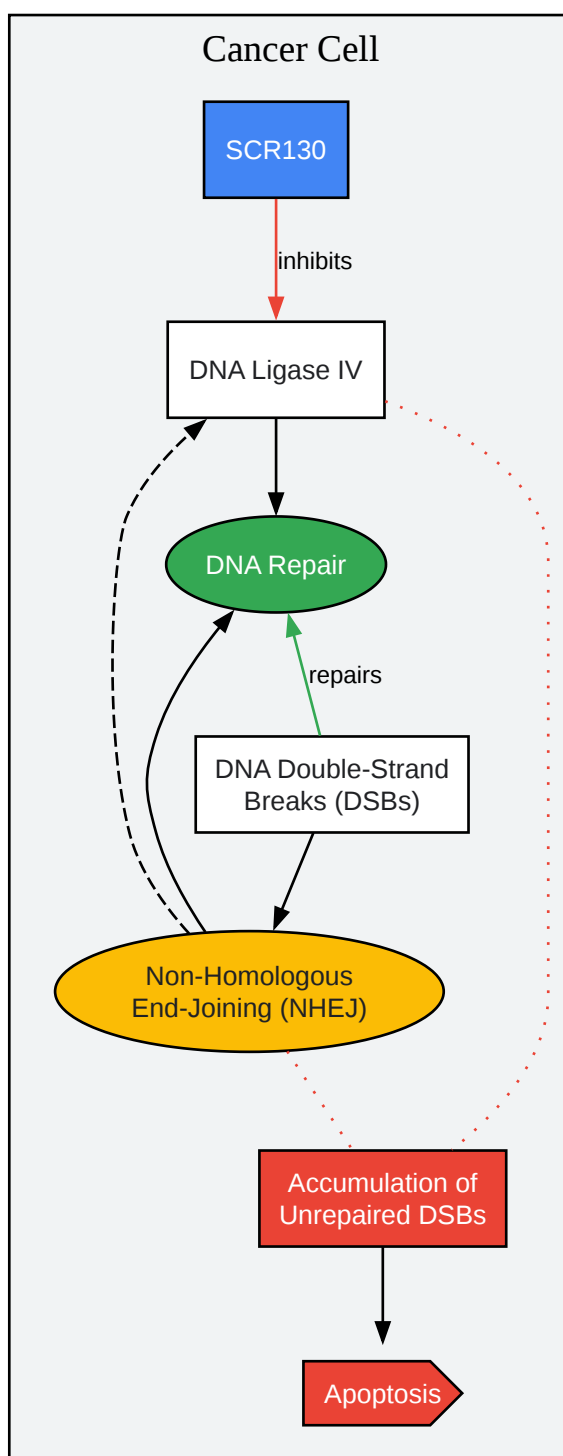 Cancer Cell
SCR130
inhibits
DNA Ligase IV
DNA Repair
repairs
DNA Double-Strand
Breaks (DSBs)
Non-Homologous
End-Joining (NHEJ)
Accumulation of
Unrepaired DSBs
Apoptosis